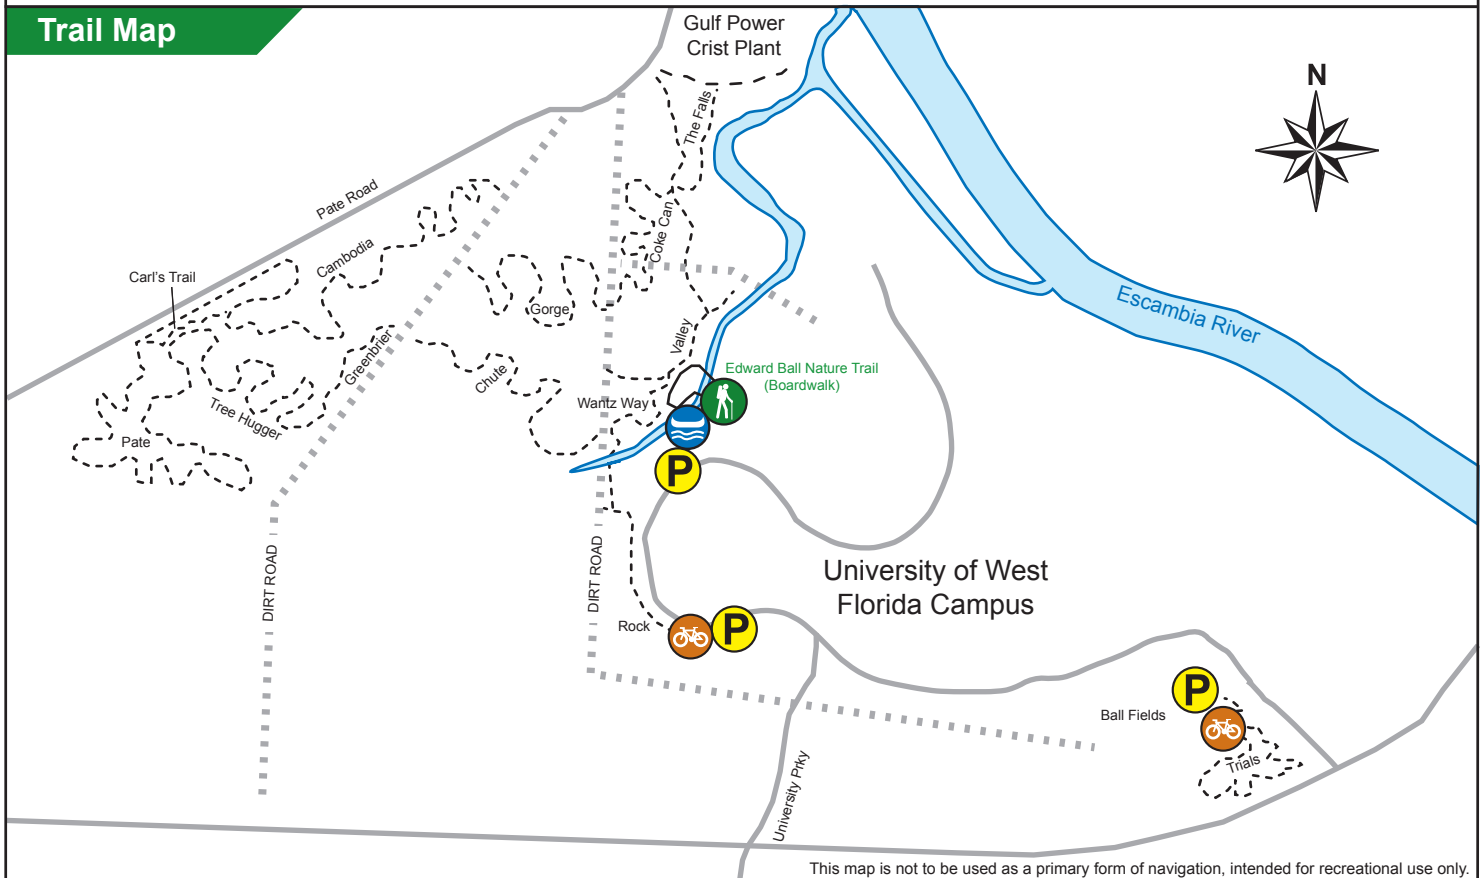 Trail Map
Gulf Power
Crist Plant
N
The Falls
Pate Road
Coke Can
Cambodia
Carl's Trail
Escambia River
Gorge
Valley
Greenbrier
Edward Ball Nature Trail
(Boardwalk)
Chute
Wantz Way
Tree Hugger
Pate
P
DIRT ROAD
DIRT ROAD
University of West
Florida Campus
Rock
P
P
Ball Fields
Trials
University Prky
This map is not to be used as a primary form of navigation, intended for recreational use only.